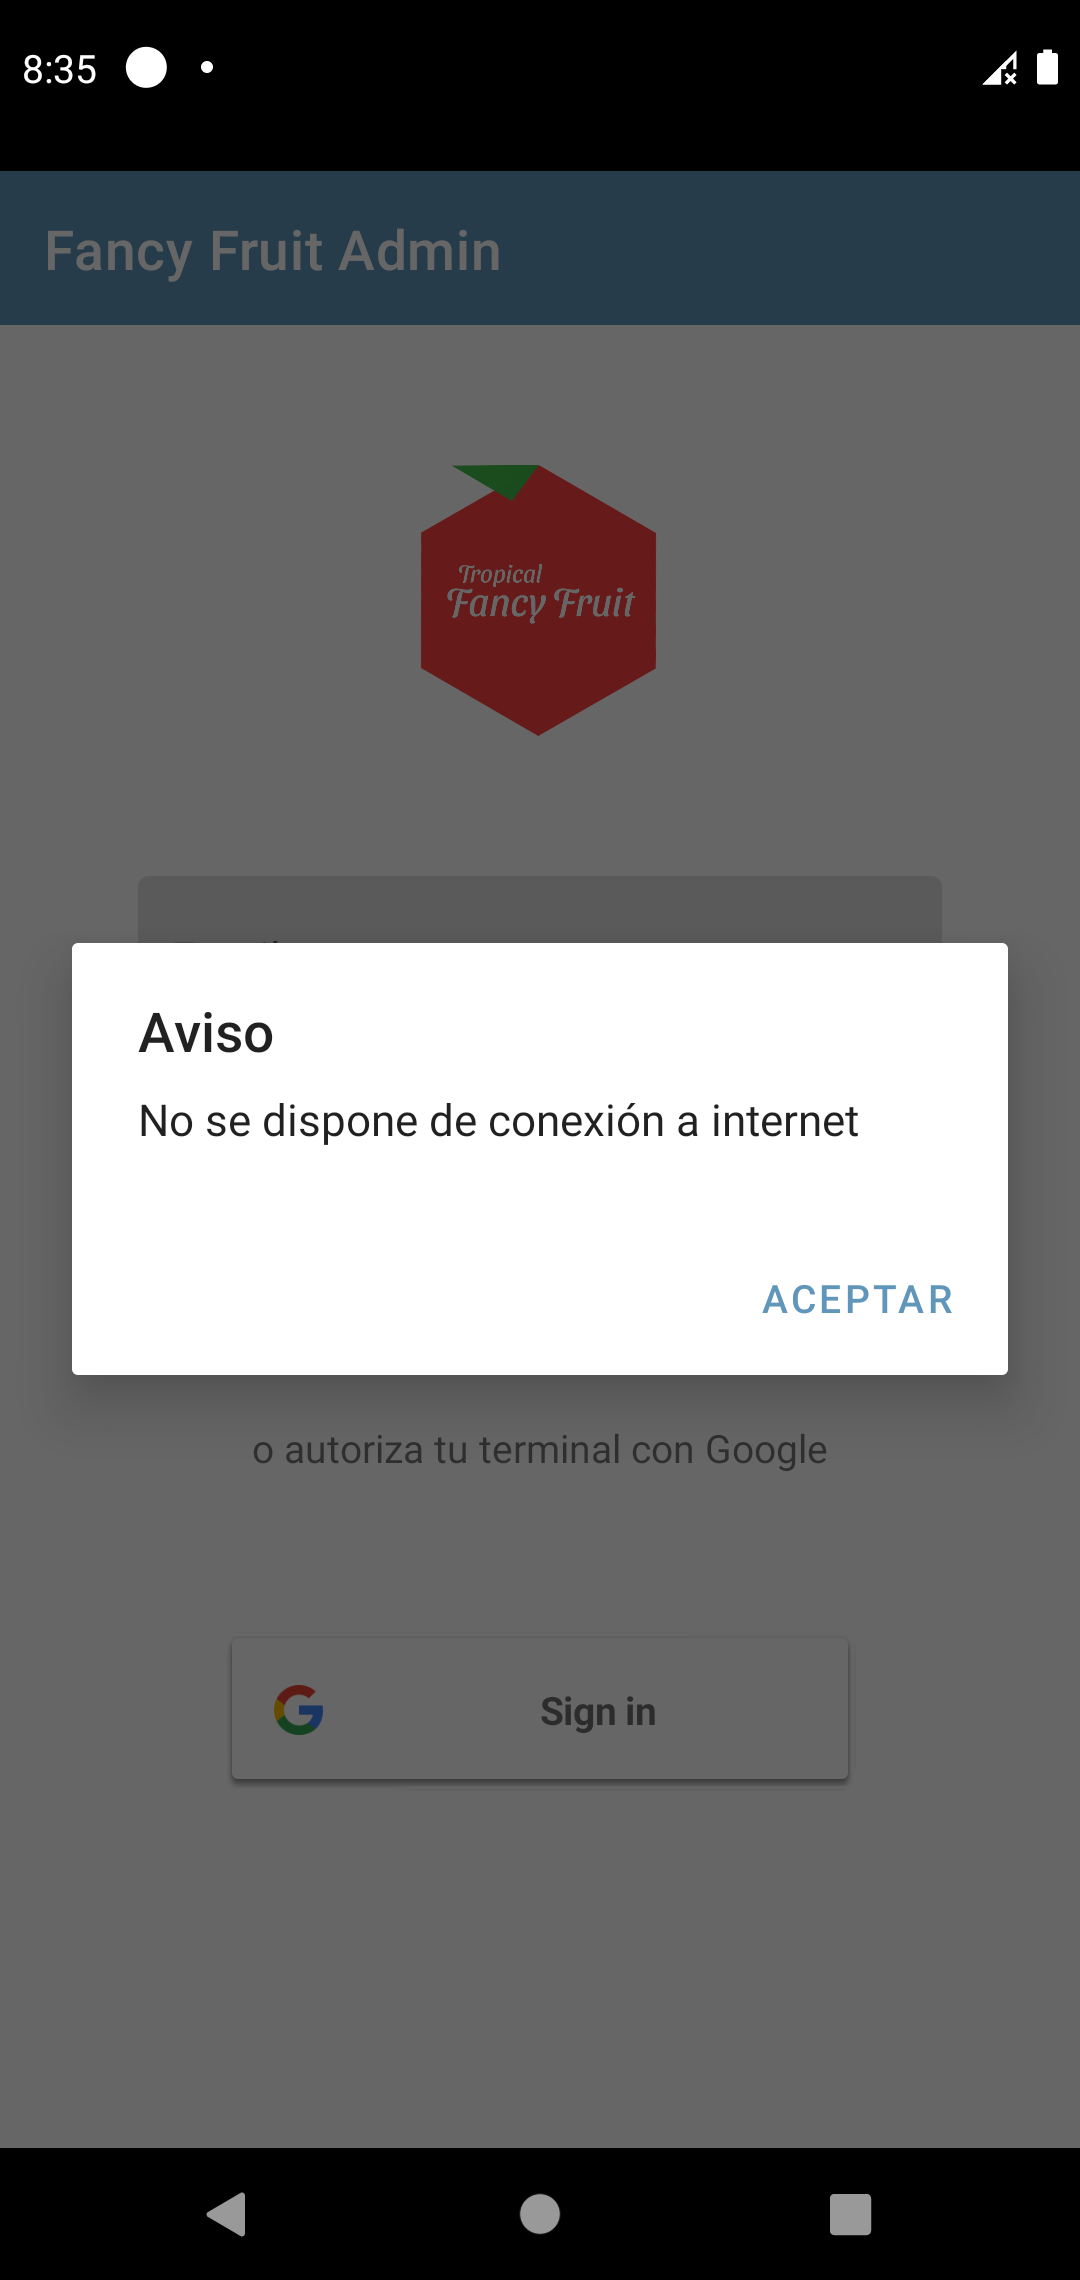 8:35
Fancy Fruit Admin
Tropical
Fancy Fruit
Aviso
No se dispone de conexión a internet
ACEPTAR
o autoriza tu terminal con Google
Sign in